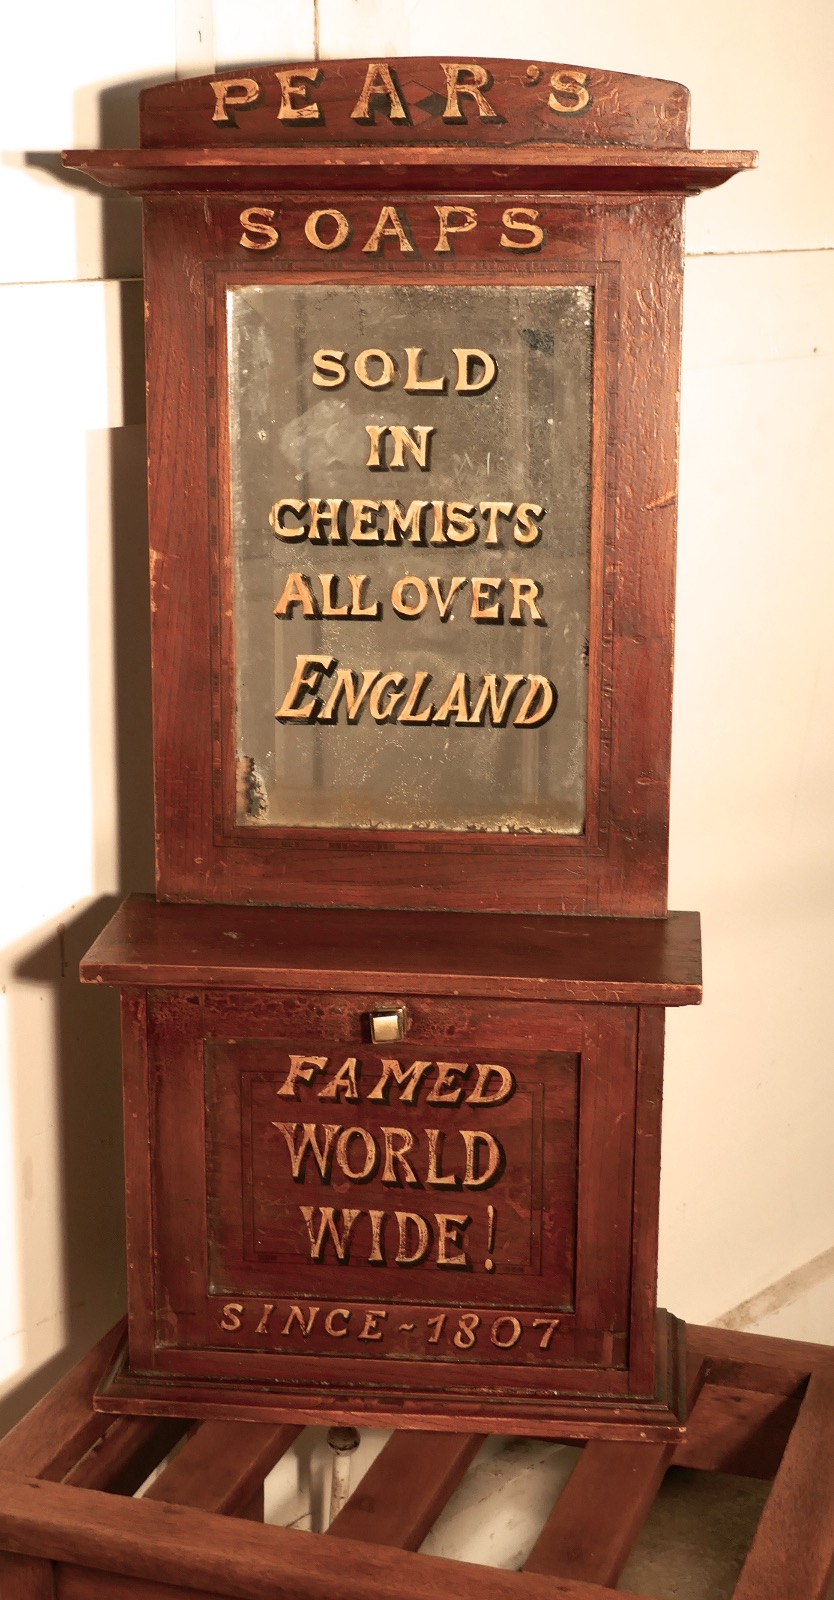 PEAR'S
SOAPS
SOLD
IN
CHEMISTS
ALL OVER
ENGLAND
FAMED
WORLD
WIDE!
SINCE~1807